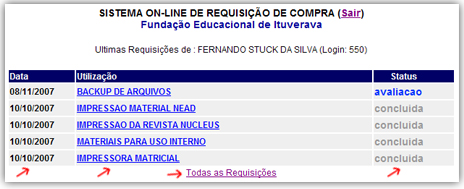 SISTEMA ON-LINE DE REQUISIÇÃO DE COMPRA (Sair)
Fundação Educacional de Ituverava
Ultimas Requisições de : FERNANDO STUCK DA SILVA (Login: 550)
Data Utilização Status
08/11/2007 BACKUP DE ARQUIVOS avaliacao
10/10/2007 IMPRESSAO MATERIAL NEAD concluida
10/10/2007 IMPRESSAO DA REVISTA NUCLEUS concluida
10/10/2007 MATERIAIS PARA USO INTERNO concluida
10/10/2007 IMPRESSORA MATRICIAL concluida
Todas as Requisições